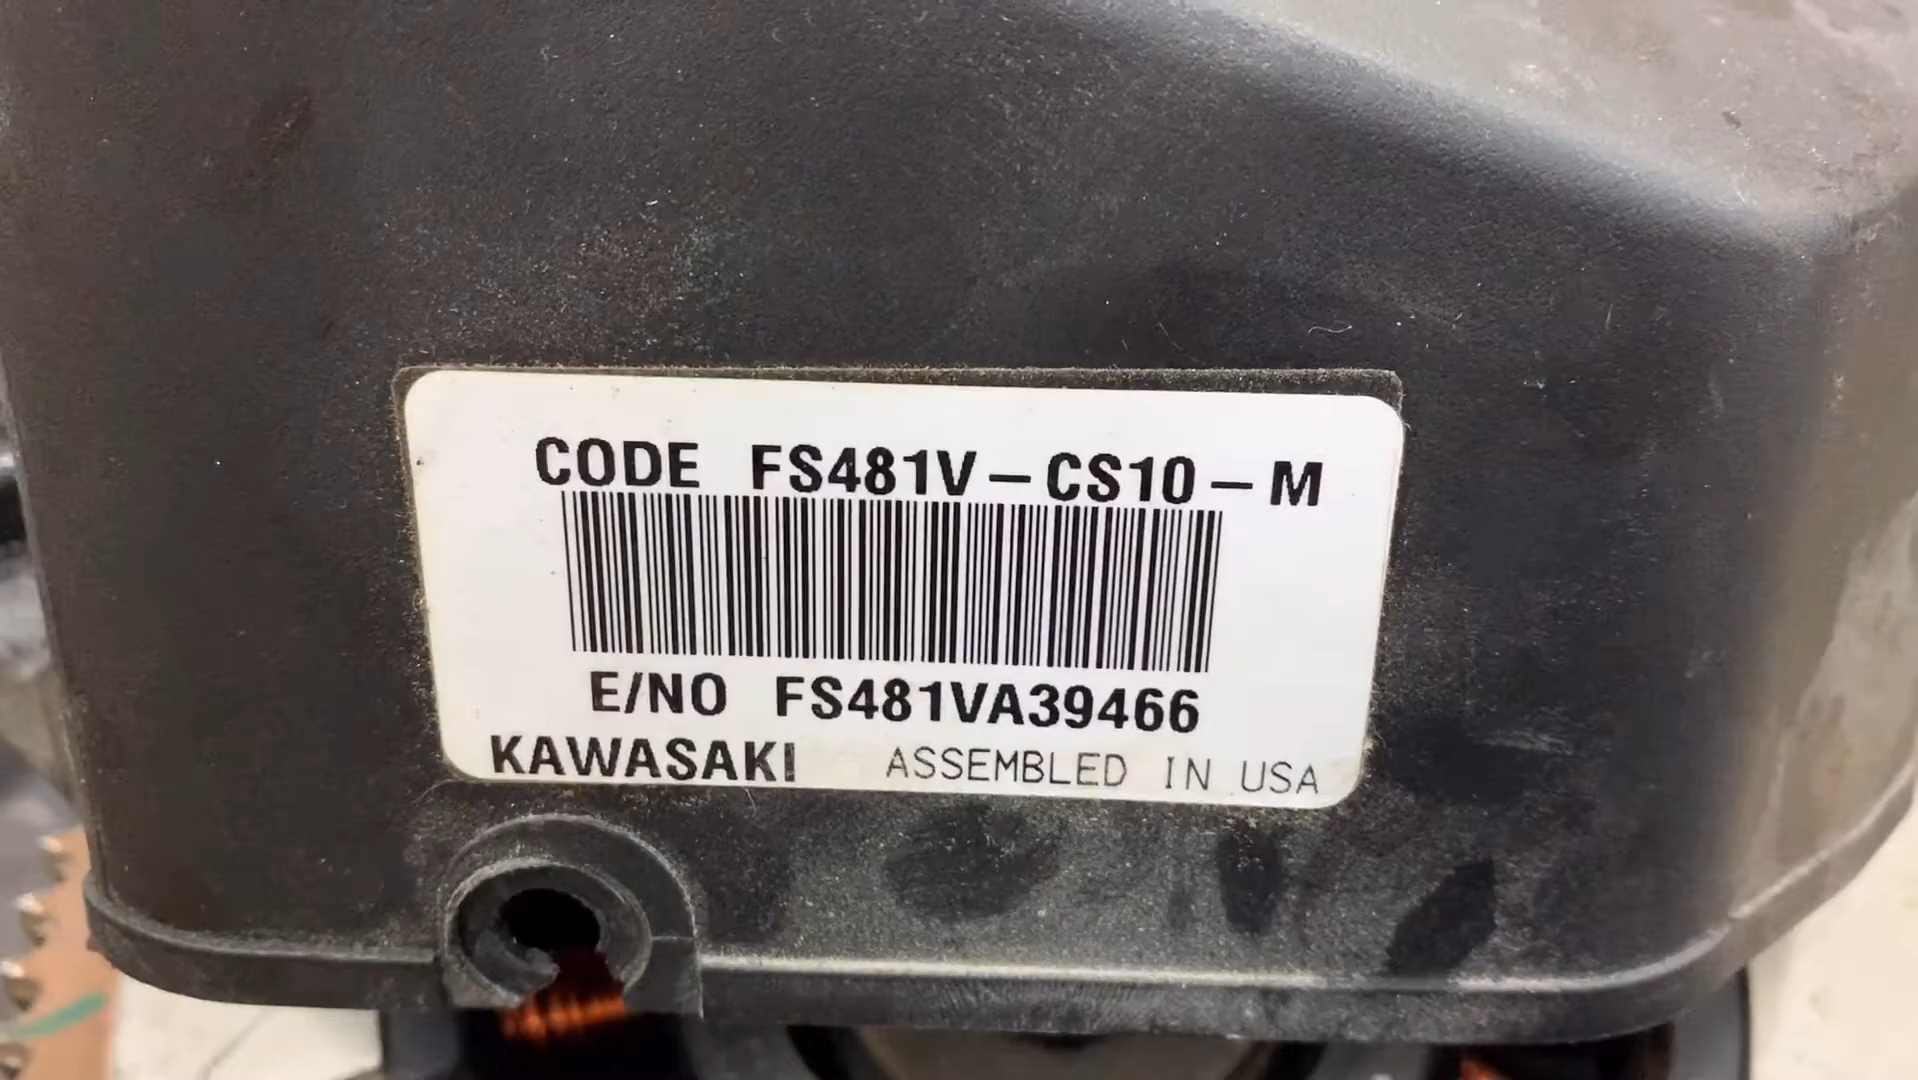 CODE FS481V-CS10-M
E/NO FS481VA39466
KAWASAKI ASSEMBLED IN USA